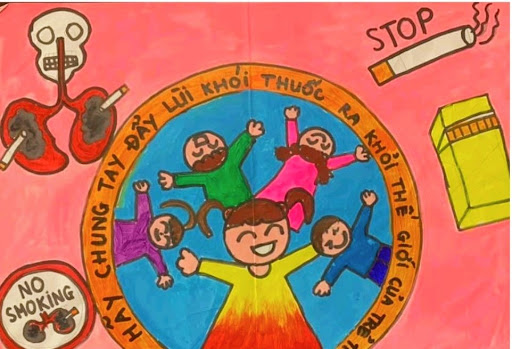 STOP
HÃY CHUNG TAY ĐẨY LÙI KHÓI THUỐC RA KHỎI THẾ GIỚI CỦA TRẺ
NO
SMOKING